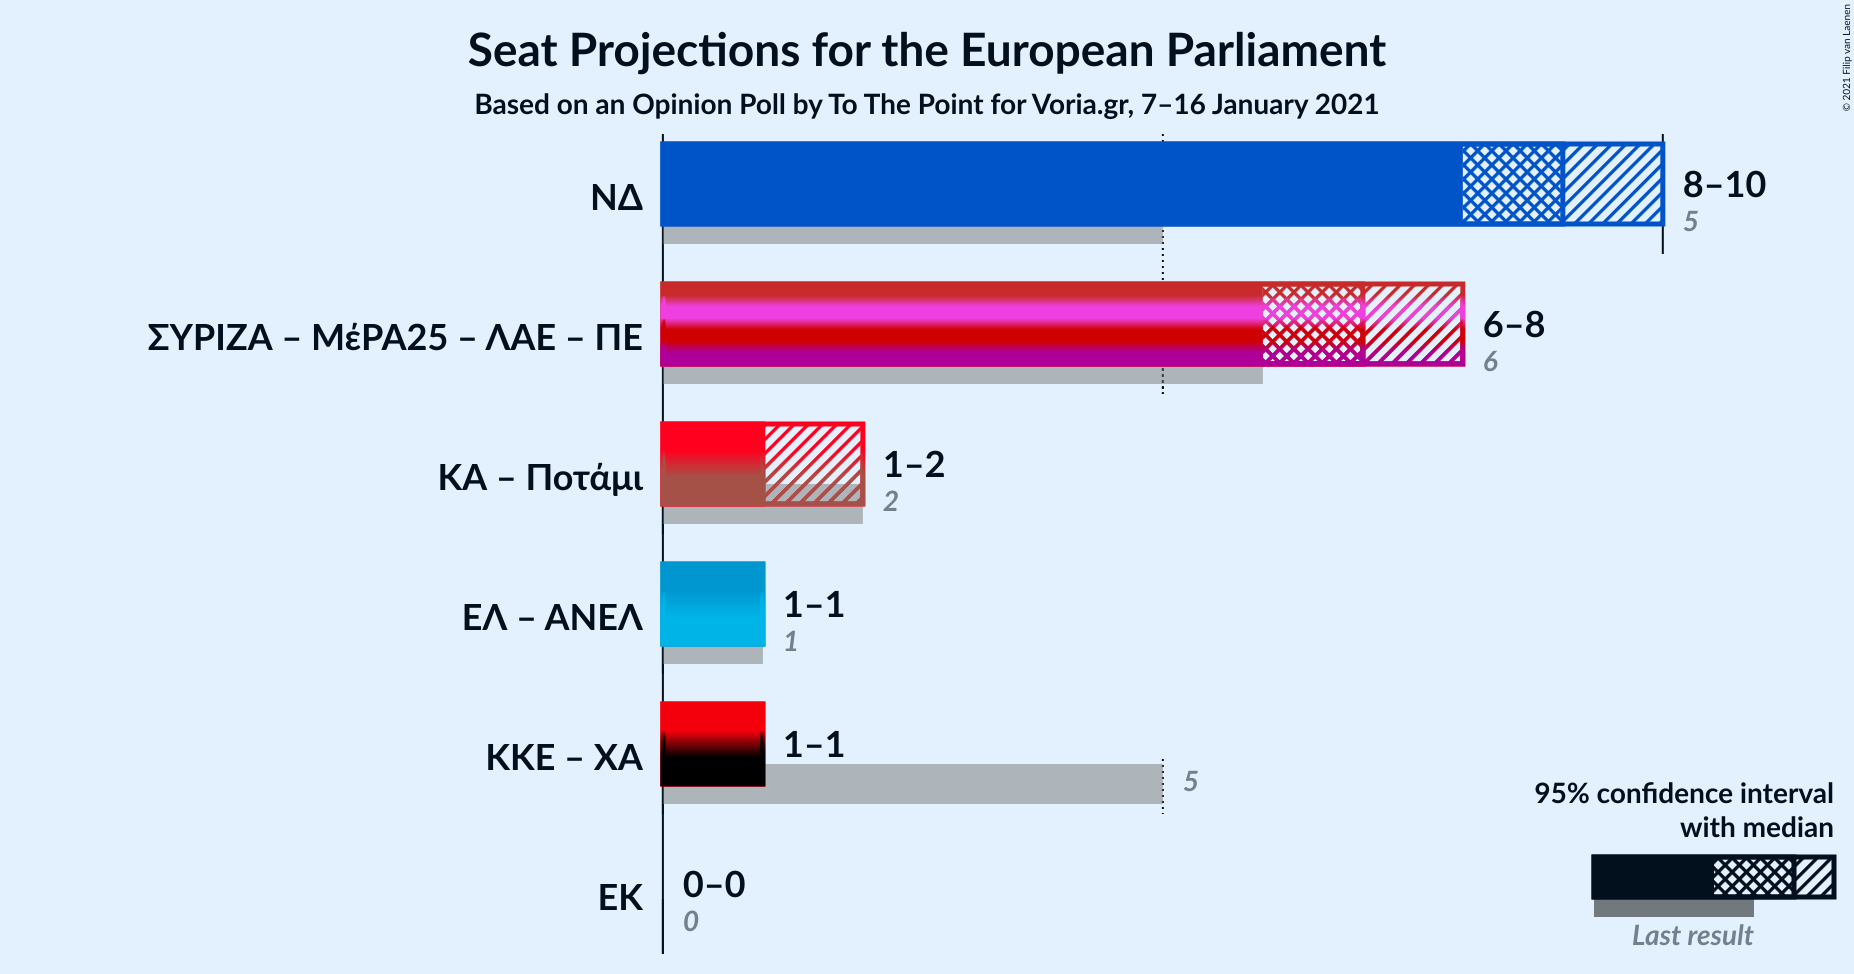 Seat Projections for the European Parliament
Based on an Opinion Poll by To The Point for Voria.gr, 7–16 January 2021
© 2021 Filip van Laenen
ΝΔ
8–10
5
ΣΥΡΙΖΑ – ΜέΡΑ25 – ΛΑΕ – ΠΕ
6–8
6
ΚΑ – Ποτάμι
1–2
2
ΕΛ – ΑΝΕΛ
1–1
1
ΚΚΕ – ΧΑ
1–1
5
ΕΚ
0–0
0
95% confidence interval
with median
Last result